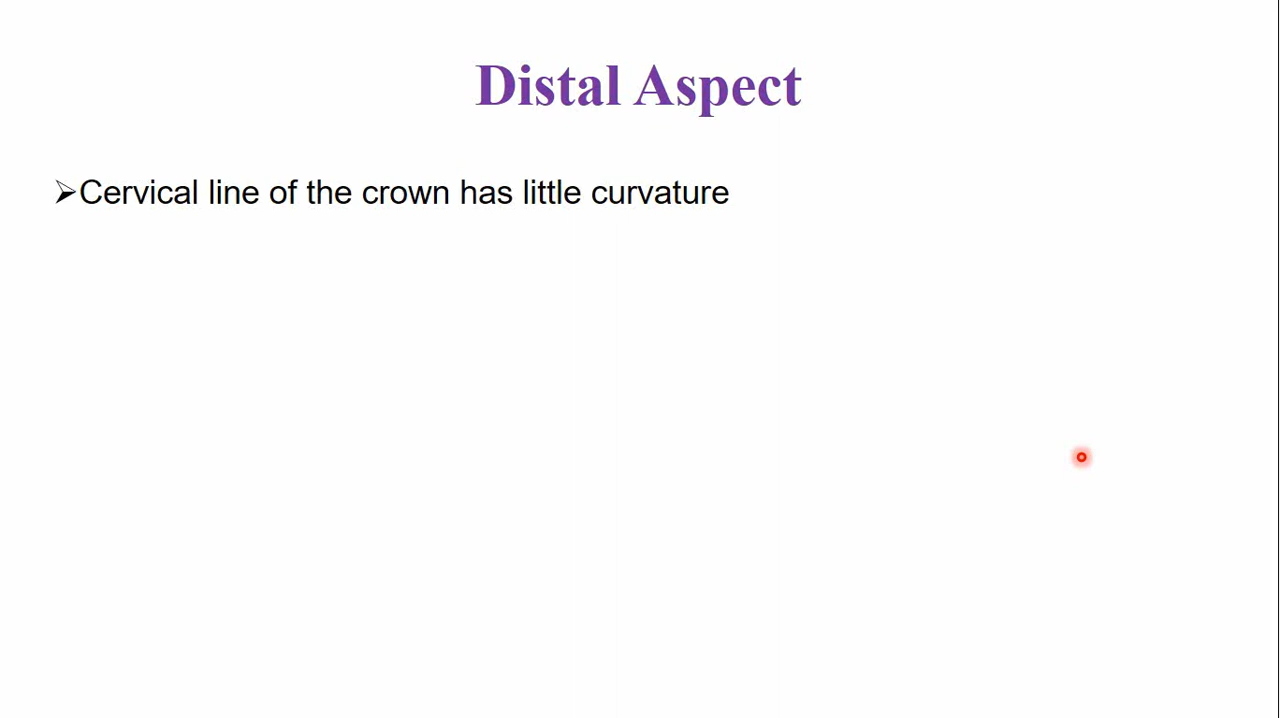 Distal Aspect
➢Cervical line of the crown has little curvature